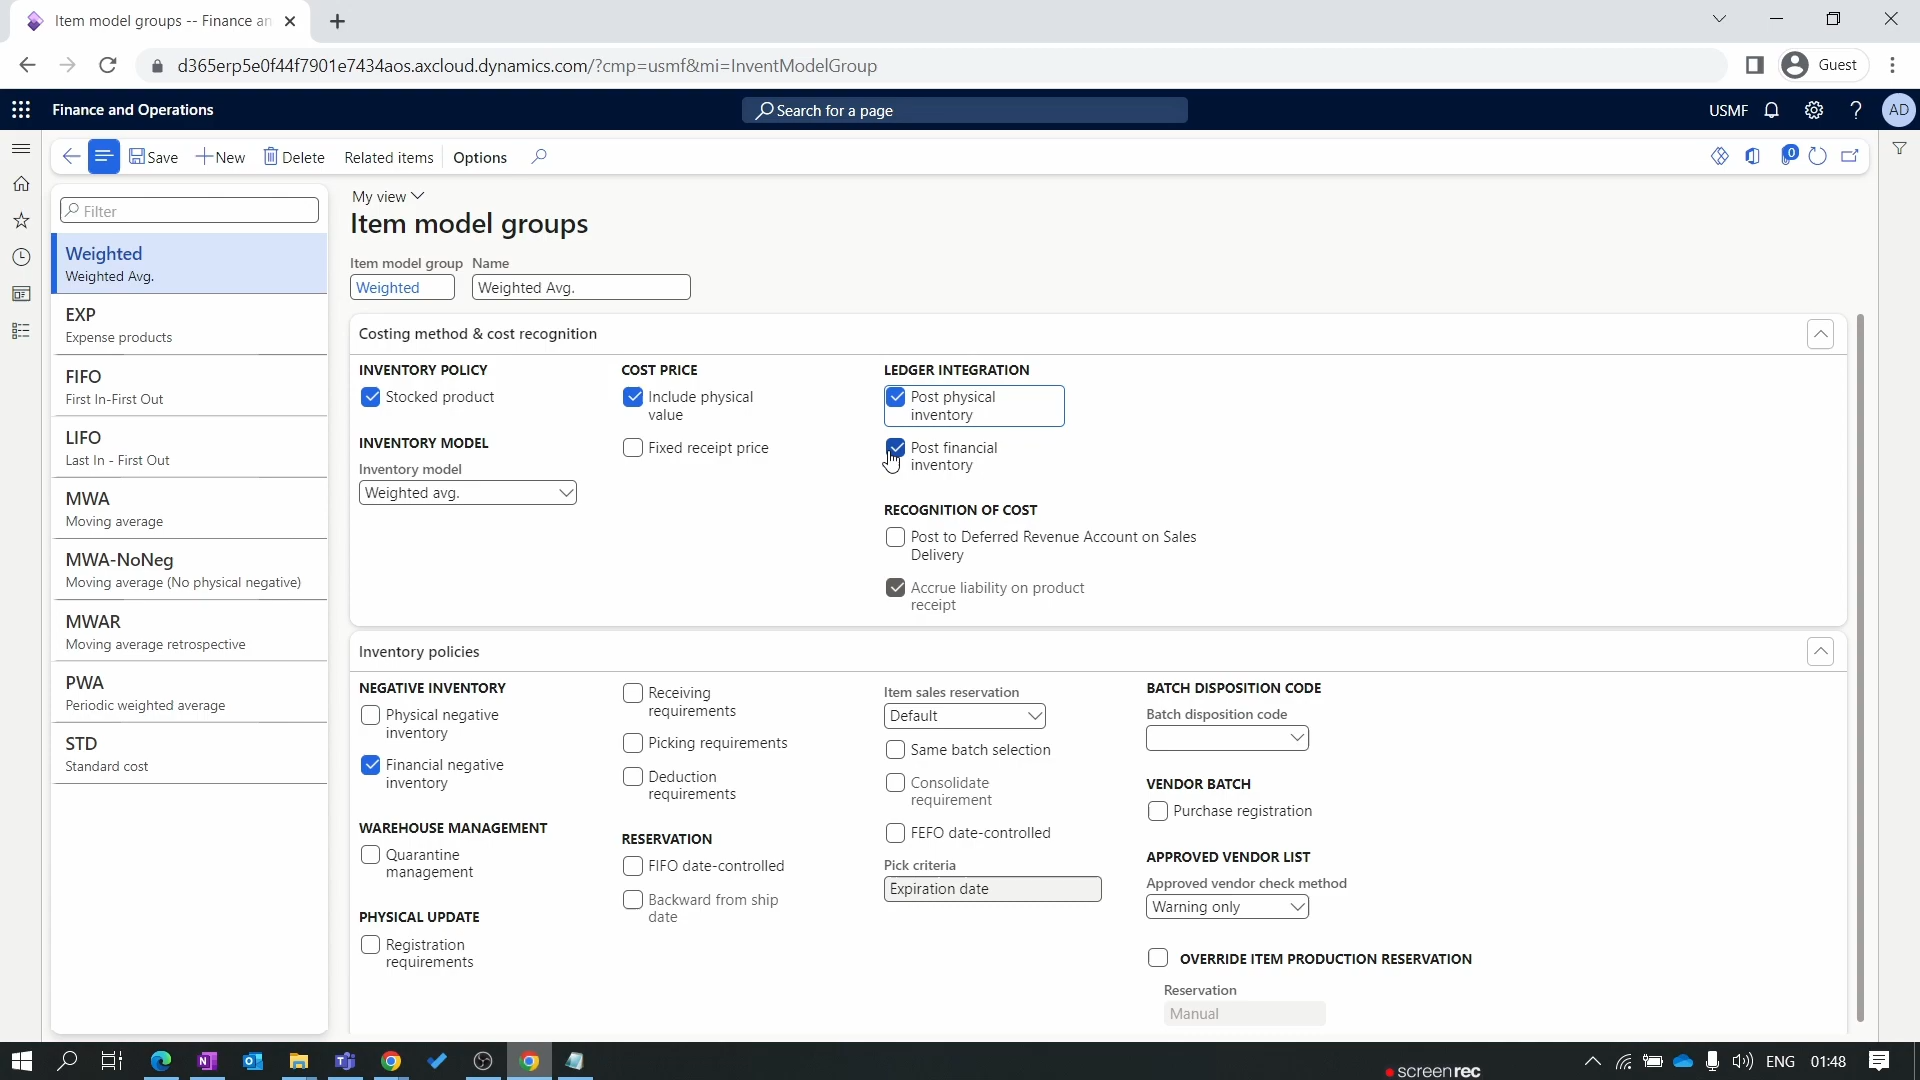 Item model groups -- Finance an
d365erp5e0f44f7901e7434aos.axcloud.dynamics.com/?cmp=usmf&mi=InventModelGroup
Guest
Finance and Operations
Search for a page
USMF
AD
Save
New
Delete
Related items
Options
0
Filter
Weighted
Weighted Avg.
EXP
Expense products
FIFO
First In-First Out
LIFO
Last In - First Out
MWA
Moving average
MWA-NoNeg
Moving average (No physical negative)
MWAR
Moving average retrospective
PWA
Periodic weighted average
STD
Standard cost
My view
Item model groups
Item model group
Name
Weighted
Weighted Avg.
Costing method & cost recognition
INVENTORY POLICY
Stocked product
INVENTORY MODEL
Inventory model
Weighted avg.
COST PRICE
Include physical
value
Fixed receipt price
LEDGER INTEGRATION
Post physical
inventory
Post financial
inventory
RECOGNITION OF COST
Post to Deferred Revenue Account on Sales
Delivery
Accrue liability on product
receipt
Inventory policies
NEGATIVE INVENTORY
Physical negative
inventory
Financial negative
inventory
WAREHOUSE MANAGEMENT
Quarantine
management
PHYSICAL UPDATE
Registration
requirements
Receiving
requirements
Picking requirements
Deduction
requirements
RESERVATION
FIFO date-controlled
Backward from ship
date
Item sales reservation
Default
Same batch selection
Consolidate
requirement
FEFO date-controlled
Pick criteria
Expiration date
BATCH DISPOSITION CODE
Batch disposition code
VENDOR BATCH
Purchase registration
APPROVED VENDOR LIST
Approved vendor check method
Warning only
OVERRIDE ITEM PRODUCTION RESERVATION
Reservation
Manual
screenrec
ENG
01:48